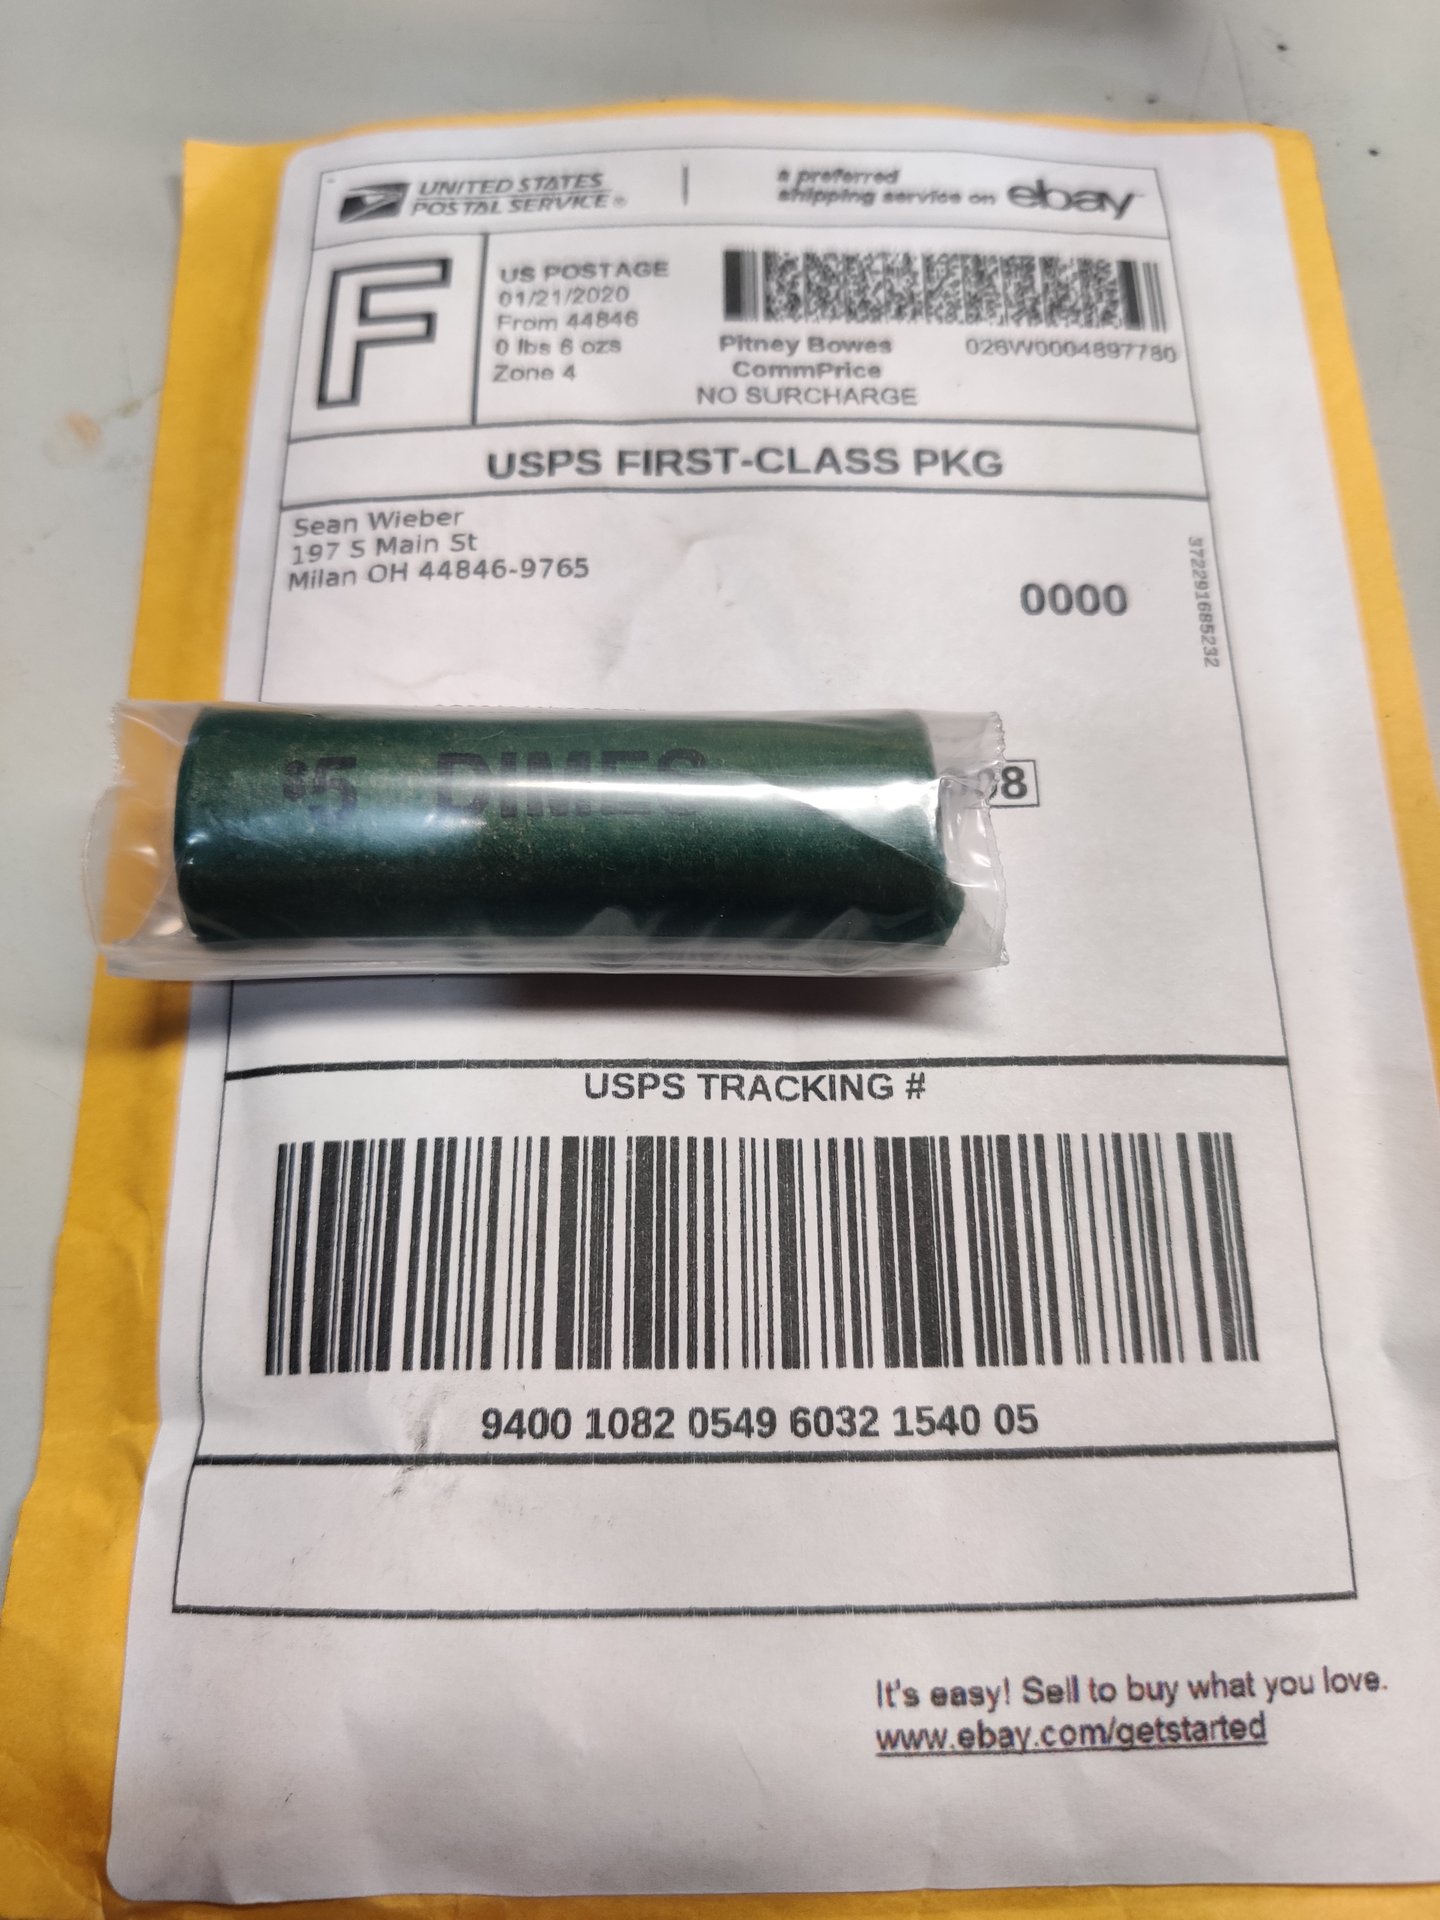 UNITED STATES
POSTAL SERVICE®
a preferred
shipping service on ebay
F
US POSTAGE
01/21/2020
From 44846
0 lbs 6 ozs
Zone 4
Pitney Bowes
CommPrice
NO SURCHARGE
026W0004897780
USPS FIRST-CLASS PKG
Sean Wieber
197 S Main St
Milan OH 44846-9765
0000
372291685232
$5 DIMES
08
USPS TRACKING #
9400 1082 0549 6032 1540 05
It's easy! Sell to buy what you love.
www.ebay.com/getstarted